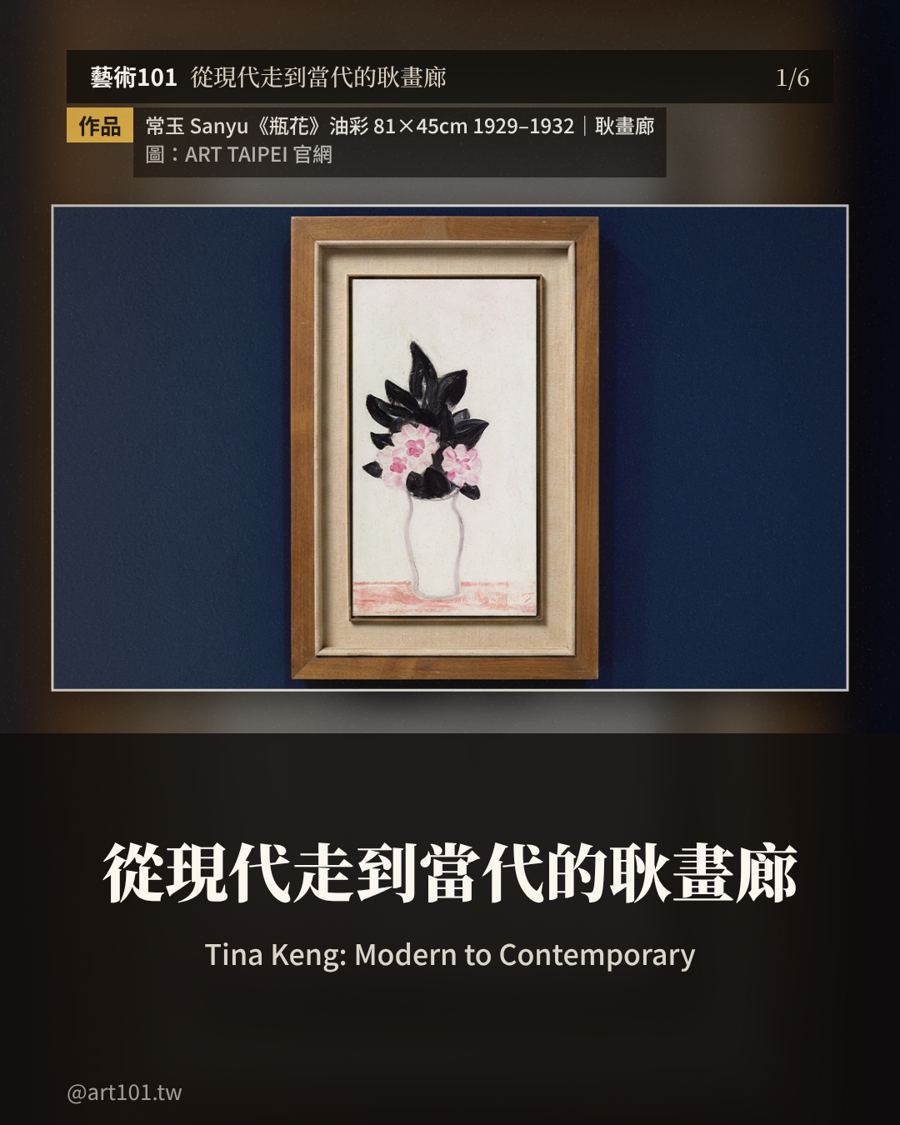 藝術101 從現代走到當代的耿畫廊 1/6
作品 常玉 Sanyu《瓶花》油彩 81×45cm 1929–1932｜耿畫廊
圖：ART TAIPEI 官網
從現代走到當代的耿畫廊
Tina Keng: Modern to Contemporary
@art101.tw